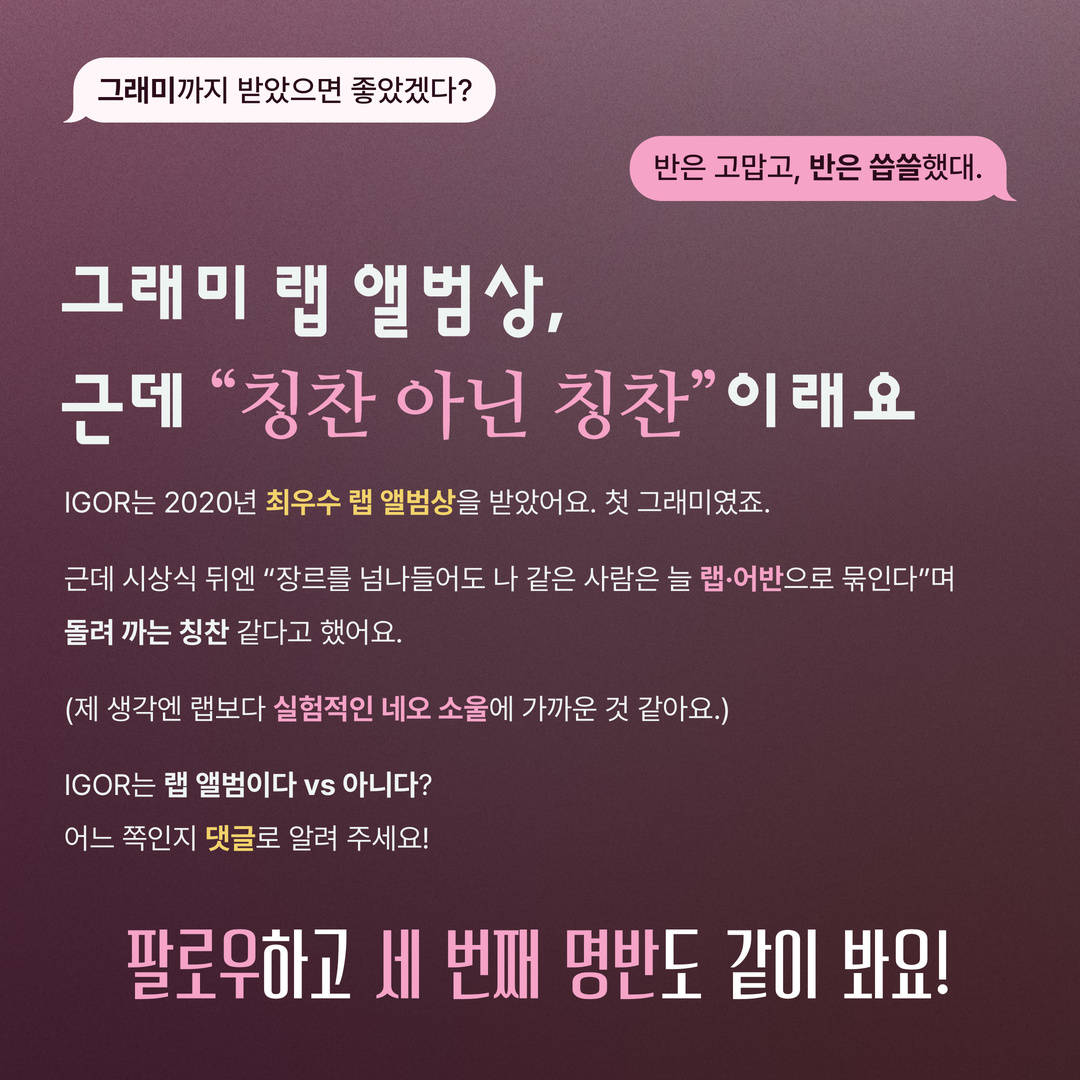 그래미까지 받았으면 좋았겠다?
반은 고맙고, 반은 씁쓸했대.
그래미 랩 앨범상,
근데 “칭찬 아닌 칭찬”이래요
IGOR는 2020년 최우수 랩 앨범상을 받았어요. 첫 그래미였죠.
근데 시상식 뒤엔 “장르를 넘나들어도 나 같은 사람은 늘 랩·어반으로 묶인다”며
돌려 까는 칭찬 같다고 했어요.
(제 생각엔 랩보다 실험적인 네오 소울에 가까운 것 같아요.)
IGOR는 랩 앨범이다 vs 아니다?
어느 쪽인지 댓글로 알려 주세요!
팔로우하고 세 번째 명반도 같이 봐요!